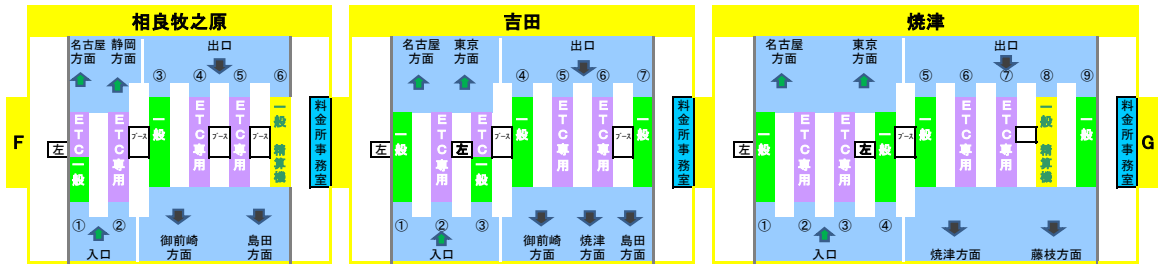 相良牧之原
名古屋
方面
静岡
方面
出口
③
④
⑤
⑥
F
左
ETC
一般
ETC専用
ブース
一般
ETC専用
ブース
ETC専用
ブース
一般
精算機
料金所事務室
①
②
入口
御前崎
方面
島田
方面
吉田
名古屋
方面
東京
方面
出口
④
⑤
⑥
⑦
左
一般
ETC専用
左
ETC
一般
一般
ETC専用
ETC専用
ブース
一般
料金所事務室
①
②
③
入口
御前崎
方面
焼津
方面
島田
方面
焼津
名古屋
方面
東京
方面
出口
⑤
⑥
⑦
⑧
⑨
左
一般
ETC専用
ETC専用
左
一般
ブース
一般
ETC専用
ETC専用
一般
精算機
一般
料金所事務室
G
①
②
③
④
入口
焼津方面
藤枝方面